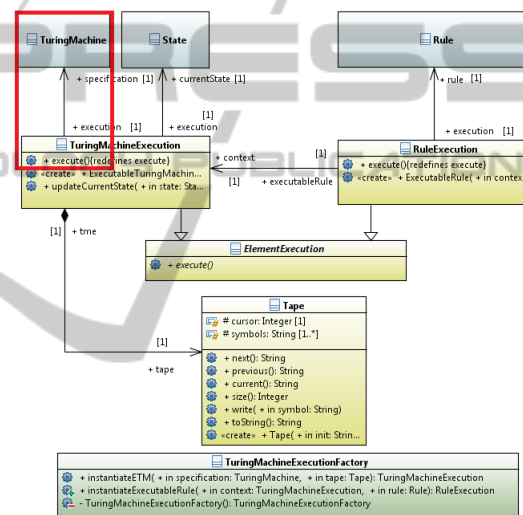 TuringMachine
State
Rule
+ specification [1]
+ currentState [1]
+ rule [1]
[1]
+ execution [1]
+ execution
+ execution [1]
TuringMachineExecution
+ execute(){redefines execute}
«create» + ExecutableTuringMachin...
+ updateCurrentState( + in state: Sta...
+ context
[1]
[1]
+ executableRule
RuleExecution
+ execute(){redefines execute}
«create» + ExecutableRule( + in contex
[1] + tme
ElementExecution
+ execute()
[1]
+ tape
Tape
# cursor: Integer [1]
# symbols: String [1..*]
+ next(): String
+ previous(): String
+ current(): String
+ size(): Integer
+ write( + in symbol: String)
+ toString(): String
«create» + Tape( + in init: Strin...
TuringMachineExecutionFactory
+ instantiateETM( + in specification: TuringMachine, + in tape: Tape): TuringMachineExecution
+ instantiateExecutableRule( + in context: TuringMachineExecution, + in rule: Rule): RuleExecution
- TuringMachineExecutionFactory(): TuringMachineExecutionFactory